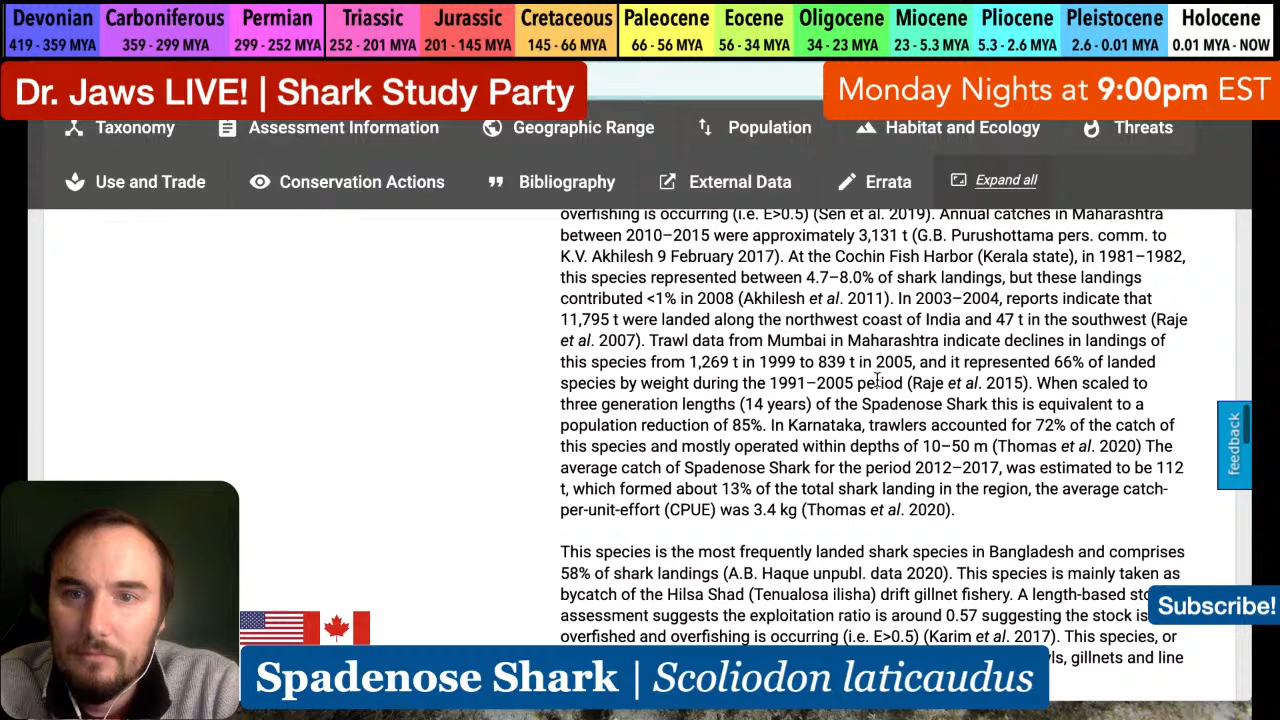 Devonian Carboniferous Permian Triassic Jurassic Cretaceous Paleocene Eocene Oligocene Miocene Pliocene Pleistocene Holocene
419 - 359 MYA 359 - 299 MYA 299 - 252 MYA 252 - 201 MYA 201 - 145 MYA 145 - 66 MYA 66 - 56 MYA 56 - 34 MYA 34 - 23 MYA 23 - 5.3 MYA 5.3 - 2.6 MYA 2.6 - 0.01 MYA 0.01 MYA - NOW
Dr. Jaws LIVE! | Shark Study Party
Monday Nights at 9:00pm EST
Taxonomy Assessment Information Geographic Range Population Habitat and Ecology Threats
Use and Trade Conservation Actions Bibliography External Data Errata Expand all
overfishing is occurring (i.e. E>0.5) (Sen et al. 2019). Annual catches in Maharashtra
between 2010–2015 were approximately 3,131 t (G.B. Purushottama pers. comm. to
K.V. Akhilesh 9 February 2017). At the Cochin Fish Harbor (Kerala state), in 1981–1982,
this species represented between 4.7–8.0% of shark landings, but these landings
contributed <1% in 2008 (Akhilesh et al. 2011). In 2003–2004, reports indicate that
11,795 t were landed along the northwest coast of India and 47 t in the southwest (Raje
et al. 2007). Trawl data from Mumbai in Maharashtra indicate declines in landings of
this species from 1,269 t in 1999 to 839 t in 2005, and it represented 66% of landed
species by weight during the 1991–2005 period (Raje et al. 2015). When scaled to
three generation lengths (14 years) of the Spadenose Shark this is equivalent to a
population reduction of 85%. In Karnataka, trawlers accounted for 72% of the catch of
this species and mostly operated within depths of 10–50 m (Thomas et al. 2020) The
average catch of Spadenose Shark for the period 2012–2017, was estimated to be 112
t, which formed about 13% of the total shark landing in the region, the average catch-
per-unit-effort (CPUE) was 3.4 kg (Thomas et al. 2020).
This species is the most frequently landed shark species in Bangladesh and comprises
58% of shark landings (A.B. Haque unpubl. data 2020). This species is mainly taken as
bycatch of the Hilsa Shad (Tenualosa ilisha) drift gillnet fishery. A length-based
assessment suggests the exploitation ratio is around 0.57 suggesting the stock is
overfished and overfishing is occurring (i.e. E>0.5) (Karim et al. 2017). This species, or
gillnets and line
feedback
Subscribe!
Spadenose Shark | Scoliodon laticaudus